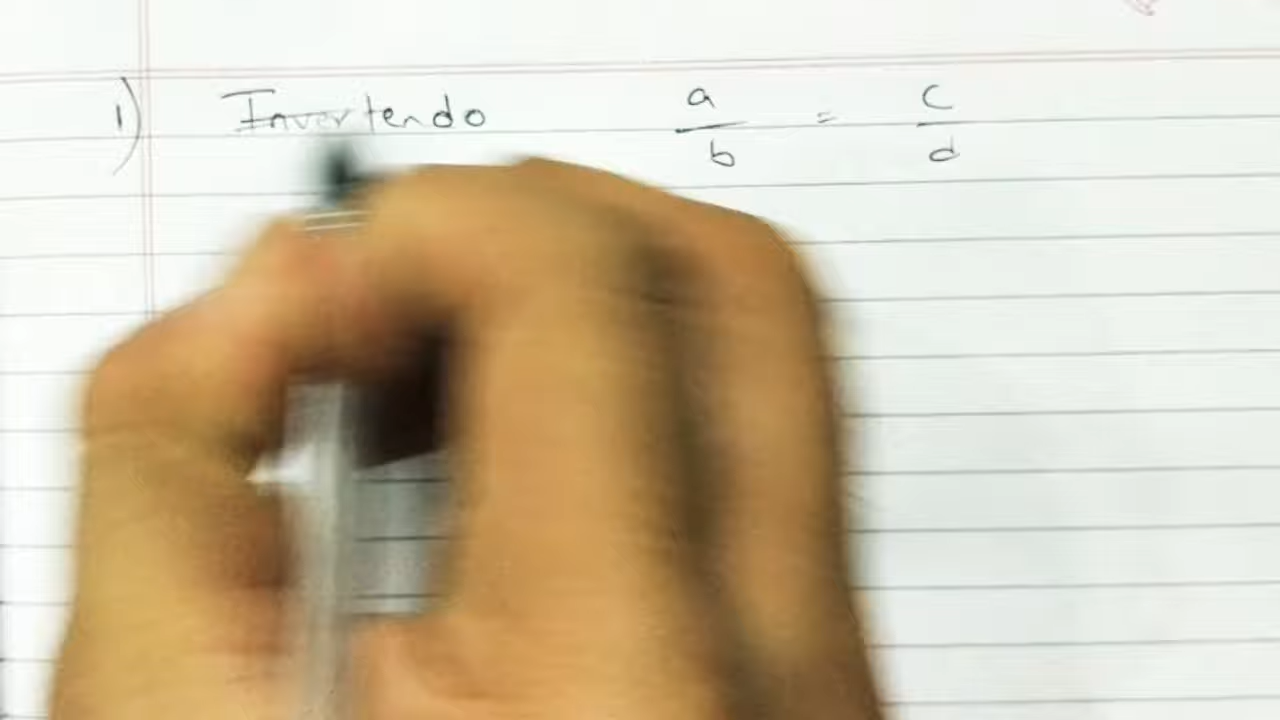 1) Invertendo a/b = c/d